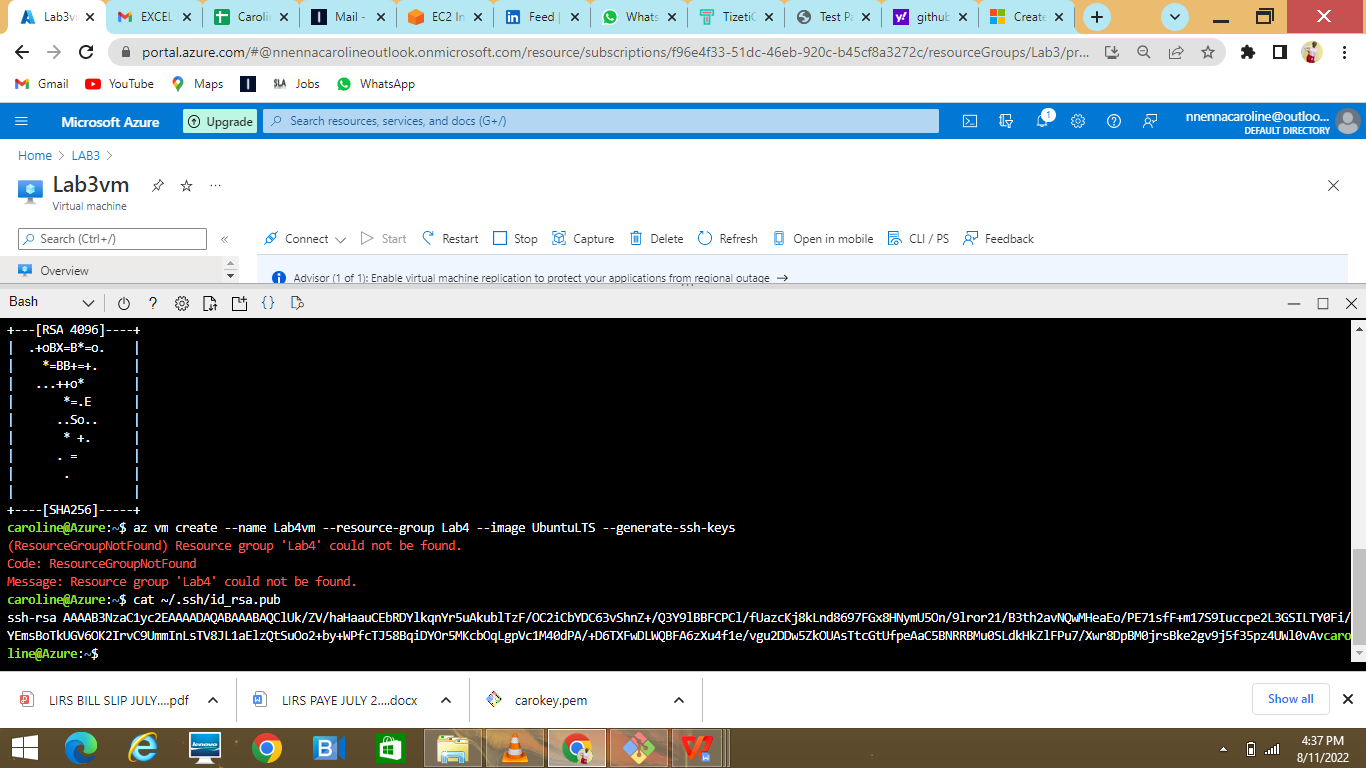 Lab3v
EXCEL
Carolin
Mail -
EC2 In
Feed |
Whats
TizetiC
Test Pa
github
Create
portal.azure.com/#@nnennacarolineoutlook.onmicrosoft.com/resource/subscriptions/f96e4f33-51dc-46eb-920c-b45cf8a3272c/resourceGroups/Lab3/pr...
Gmail YouTube Maps SLA Jobs WhatsApp
Microsoft Azure Upgrade Search resources, services, and docs (G+/) 1 nnennacaroline@outloo...
DEFAULT DIRECTORY
Home > LAB3 >
Lab3vm ...
Virtual machine
Search (Ctrl+/) « Connect Start Restart Stop Capture Delete Refresh Open in mobile CLI / PS Feedback
Overview
Advisor (1 of 1): Enable virtual machine replication to protect your applications from regional outage →
Bash ? {}
+---[RSA 4096]----+
| .+oBX=B*=o. |
| *=BB+=+. |
| ...++o* |
| *=.E |
| ..So.. |
| * +. |
| . = |
| . |
| |
+----[SHA256]-----+
caroline@Azure:~$ az vm create --name Lab4vm --resource-group Lab4 --image UbuntuLTS --generate-ssh-keys
(ResourceGroupNotFound) Resource group 'Lab4' could not be found.
Code: ResourceGroupNotFound
Message: Resource group 'Lab4' could not be found.
caroline@Azure:~$ cat ~/.ssh/id_rsa.pub
ssh-rsa AAAAB3NzaC1yc2EAAAADAQABAAABAQClUk/ZV/haHaauCEbRDYlkqnYr5uAkublTzF/OC2iCbYDC63vShnZ+/Q3Y9lBBFCPCl/fUazcKj8kLnd8697FGx8HNymU5On/9lror21/B3th2avNQwMHeaEo/PE71sfF+m17S9Iuccpe2L3GSILTY0Fi/
YEmsBoTkUGV6OK2IrvC9UmmInLsTV8JL1aElzQtSuOo2+by+WPfcTJ58BqiDYOr5MKcbOqLgpVc1M40dPA/+D6TXFwDLWQBFA6zXu4f1e/vgu2DDw5ZkOUAsTtcGtUfpeAaC5BNRRBMu0SLdkHkZlFPu7/Xwr8DpBM0jrsBke2gv9j5f35pz4UWl0vAvcaro
line@Azure:~$
LIRS BILL SLIP JULY....pdf
LIRS PAYE JULY 2....docx
carokey.pem
Show all
lenovo
4:37 PM
8/11/2022